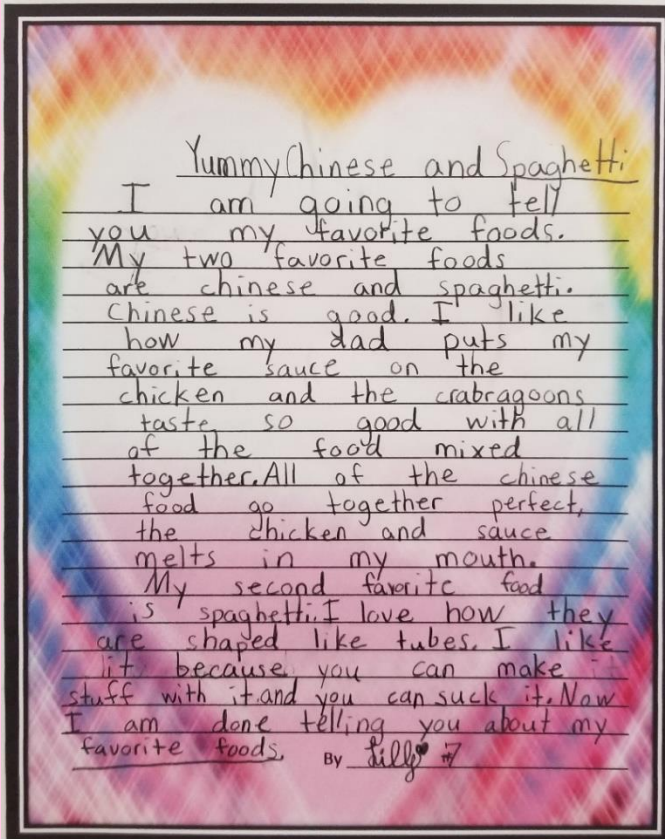 Yummy Chinese and Spaghetti
I am going to tell
you my favorite foods.
My two favorite foods
are chinese and spaghetti.
Chinese is good. I like
how my dad puts my
favorite sauce on the
chicken and the crabragoons
taste so good with all
of the food mixed
together. All of the chinese
food go together perfect,
the chicken and sauce
melts in my mouth.
My second favorite food
is spaghetti. I love how they
are shaped like tubes. I like
it because you can make it
stuff with it.and you can suck it. Now
I am done telling you about my
favorite foods. By Lilly #7